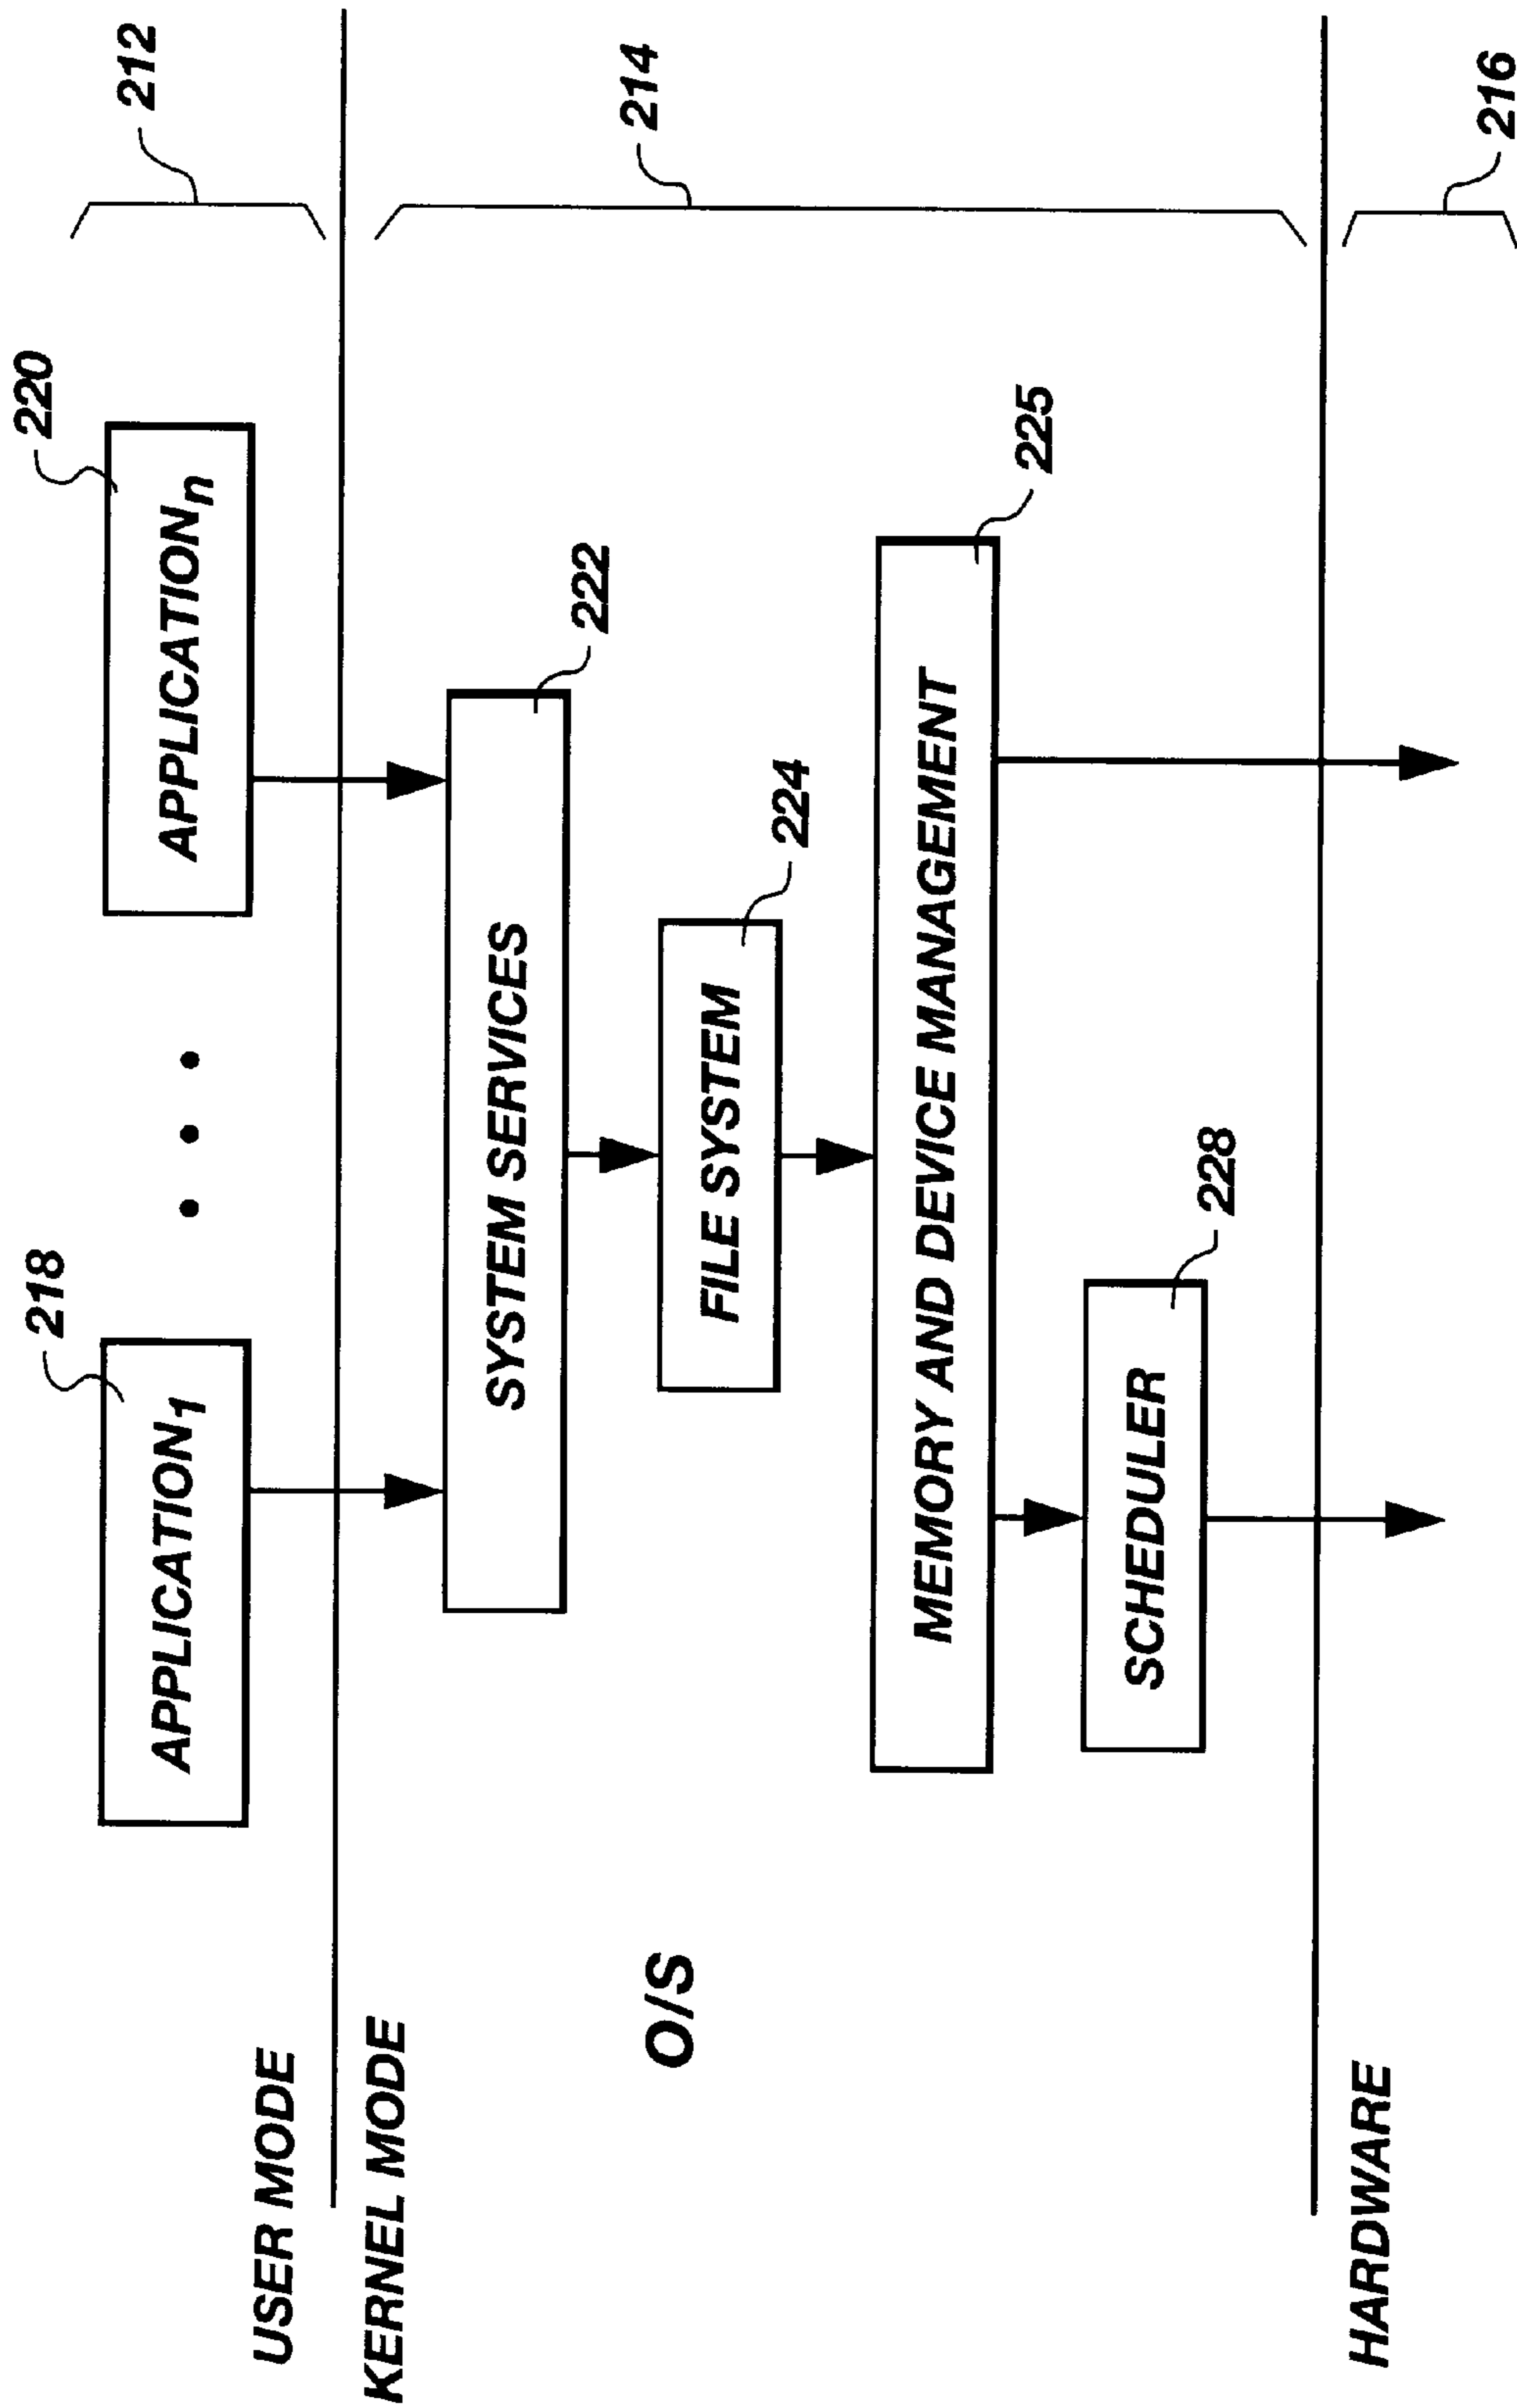 218
220
212
APPLICATION1
• • •
APPLICATIONn
USER MODE
KERNEL MODE
222
214
SYSTEM SERVICES
O/S
224
FILE SYSTEM
225
MEMORY AND DEVICE MANAGEMENT
228
SCHEDULER
HARDWARE
216